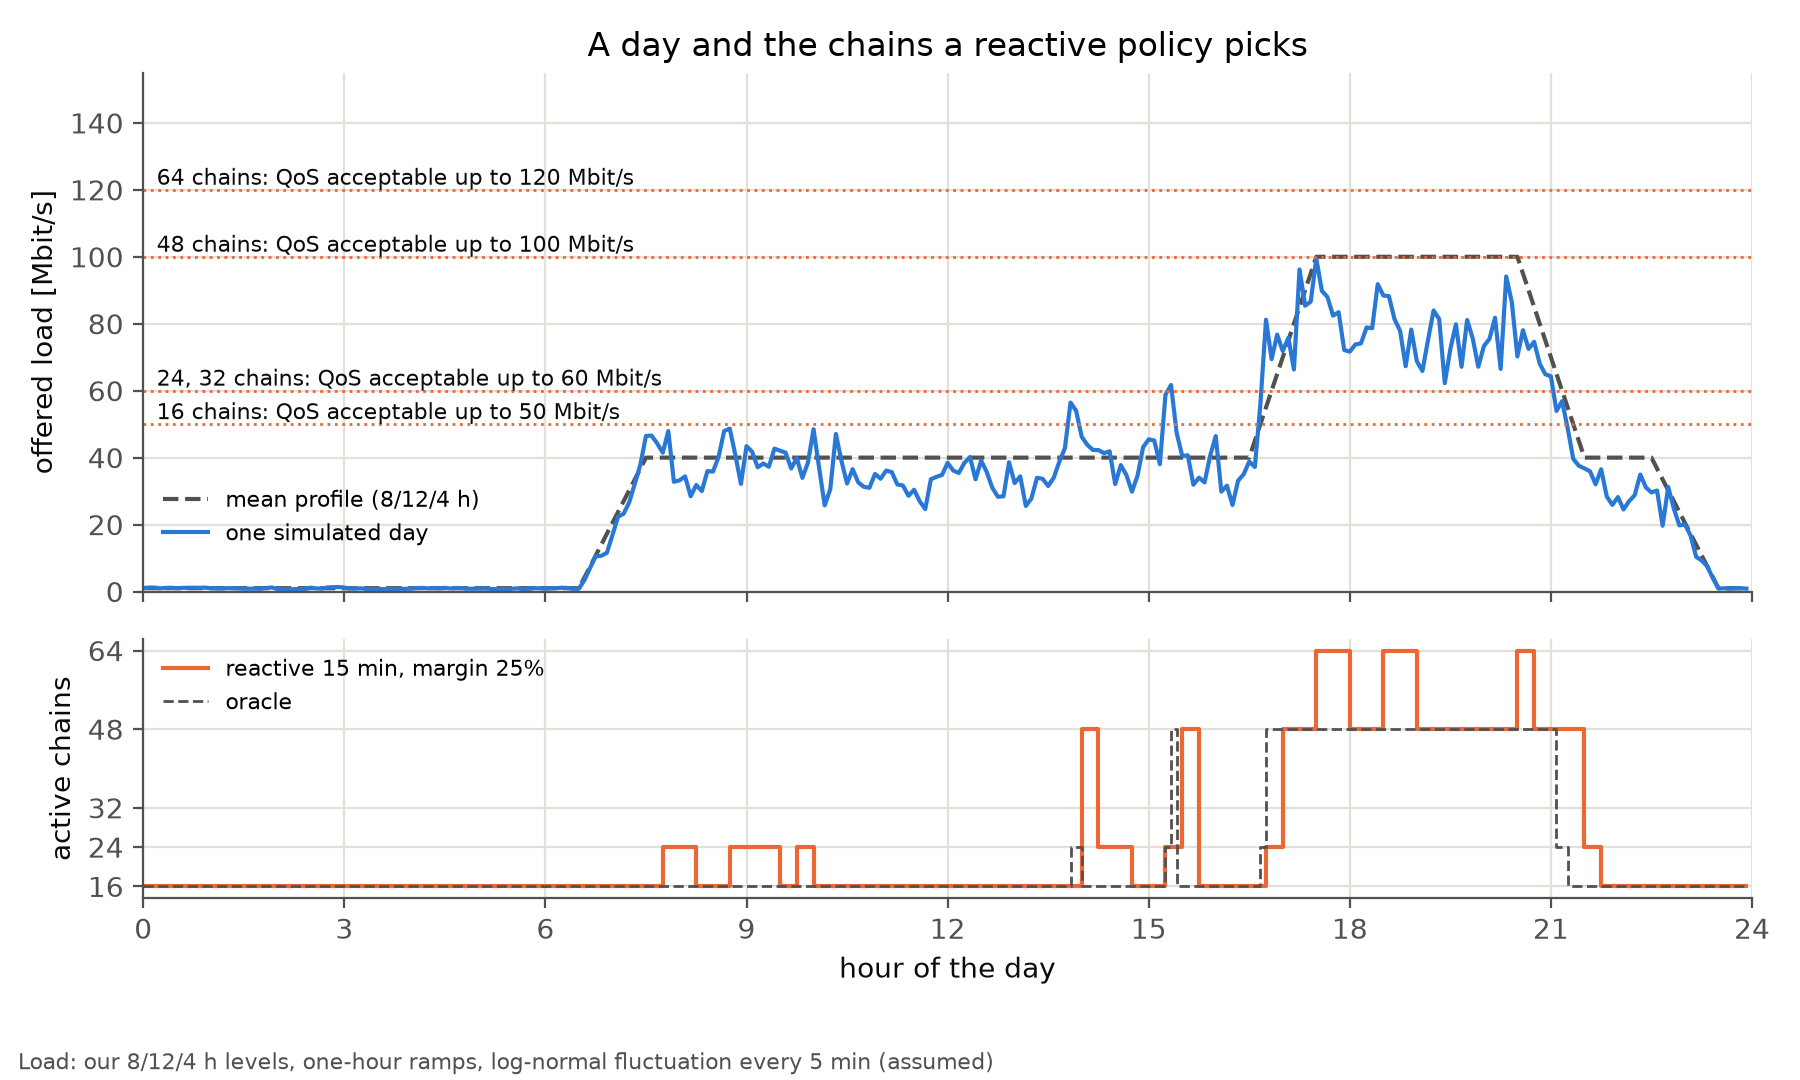 A day and the chains a reactive policy picks
offered load [Mbit/s]
140
120
100
80
60
40
20
0
64 chains: QoS acceptable up to 120 Mbit/s
48 chains: QoS acceptable up to 100 Mbit/s
24, 32 chains: QoS acceptable up to 60 Mbit/s
16 chains: QoS acceptable up to 50 Mbit/s
mean profile (8/12/4 h)
one simulated day
active chains
64
48
32
24
16
reactive 15 min, margin 25%
oracle
0 3 6 9 12 15 18 21 24
hour of the day
Load: our 8/12/4 h levels, one-hour ramps, log-normal fluctuation every 5 min (assumed)